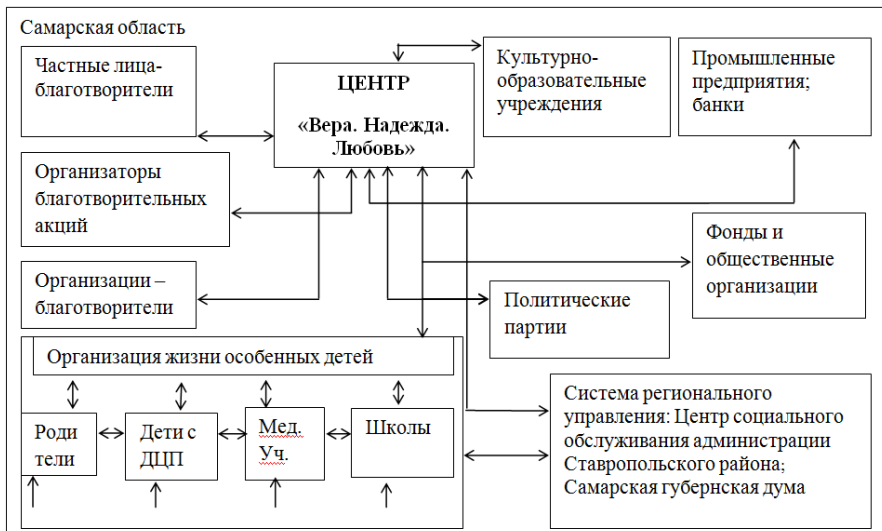 Самарская область
Частные лица-
благотворители
ЦЕНТР
«Вера. Надежда.
Любовь»
Культурно-
образовательные
учреждения
Промышленные
предприятия;
банки
Организаторы
благотворительных
акций
Фонды и
общественные
организации
Организации –
благотворители
Политические
партии
Организация жизни особенных детей
Роди
тели
Дети с
ДЦП
Мед.
Уч.
Школы
Система регионального
управления: Центр социального
обслуживания администрации
Ставропольского района;
Самарская губернская дума